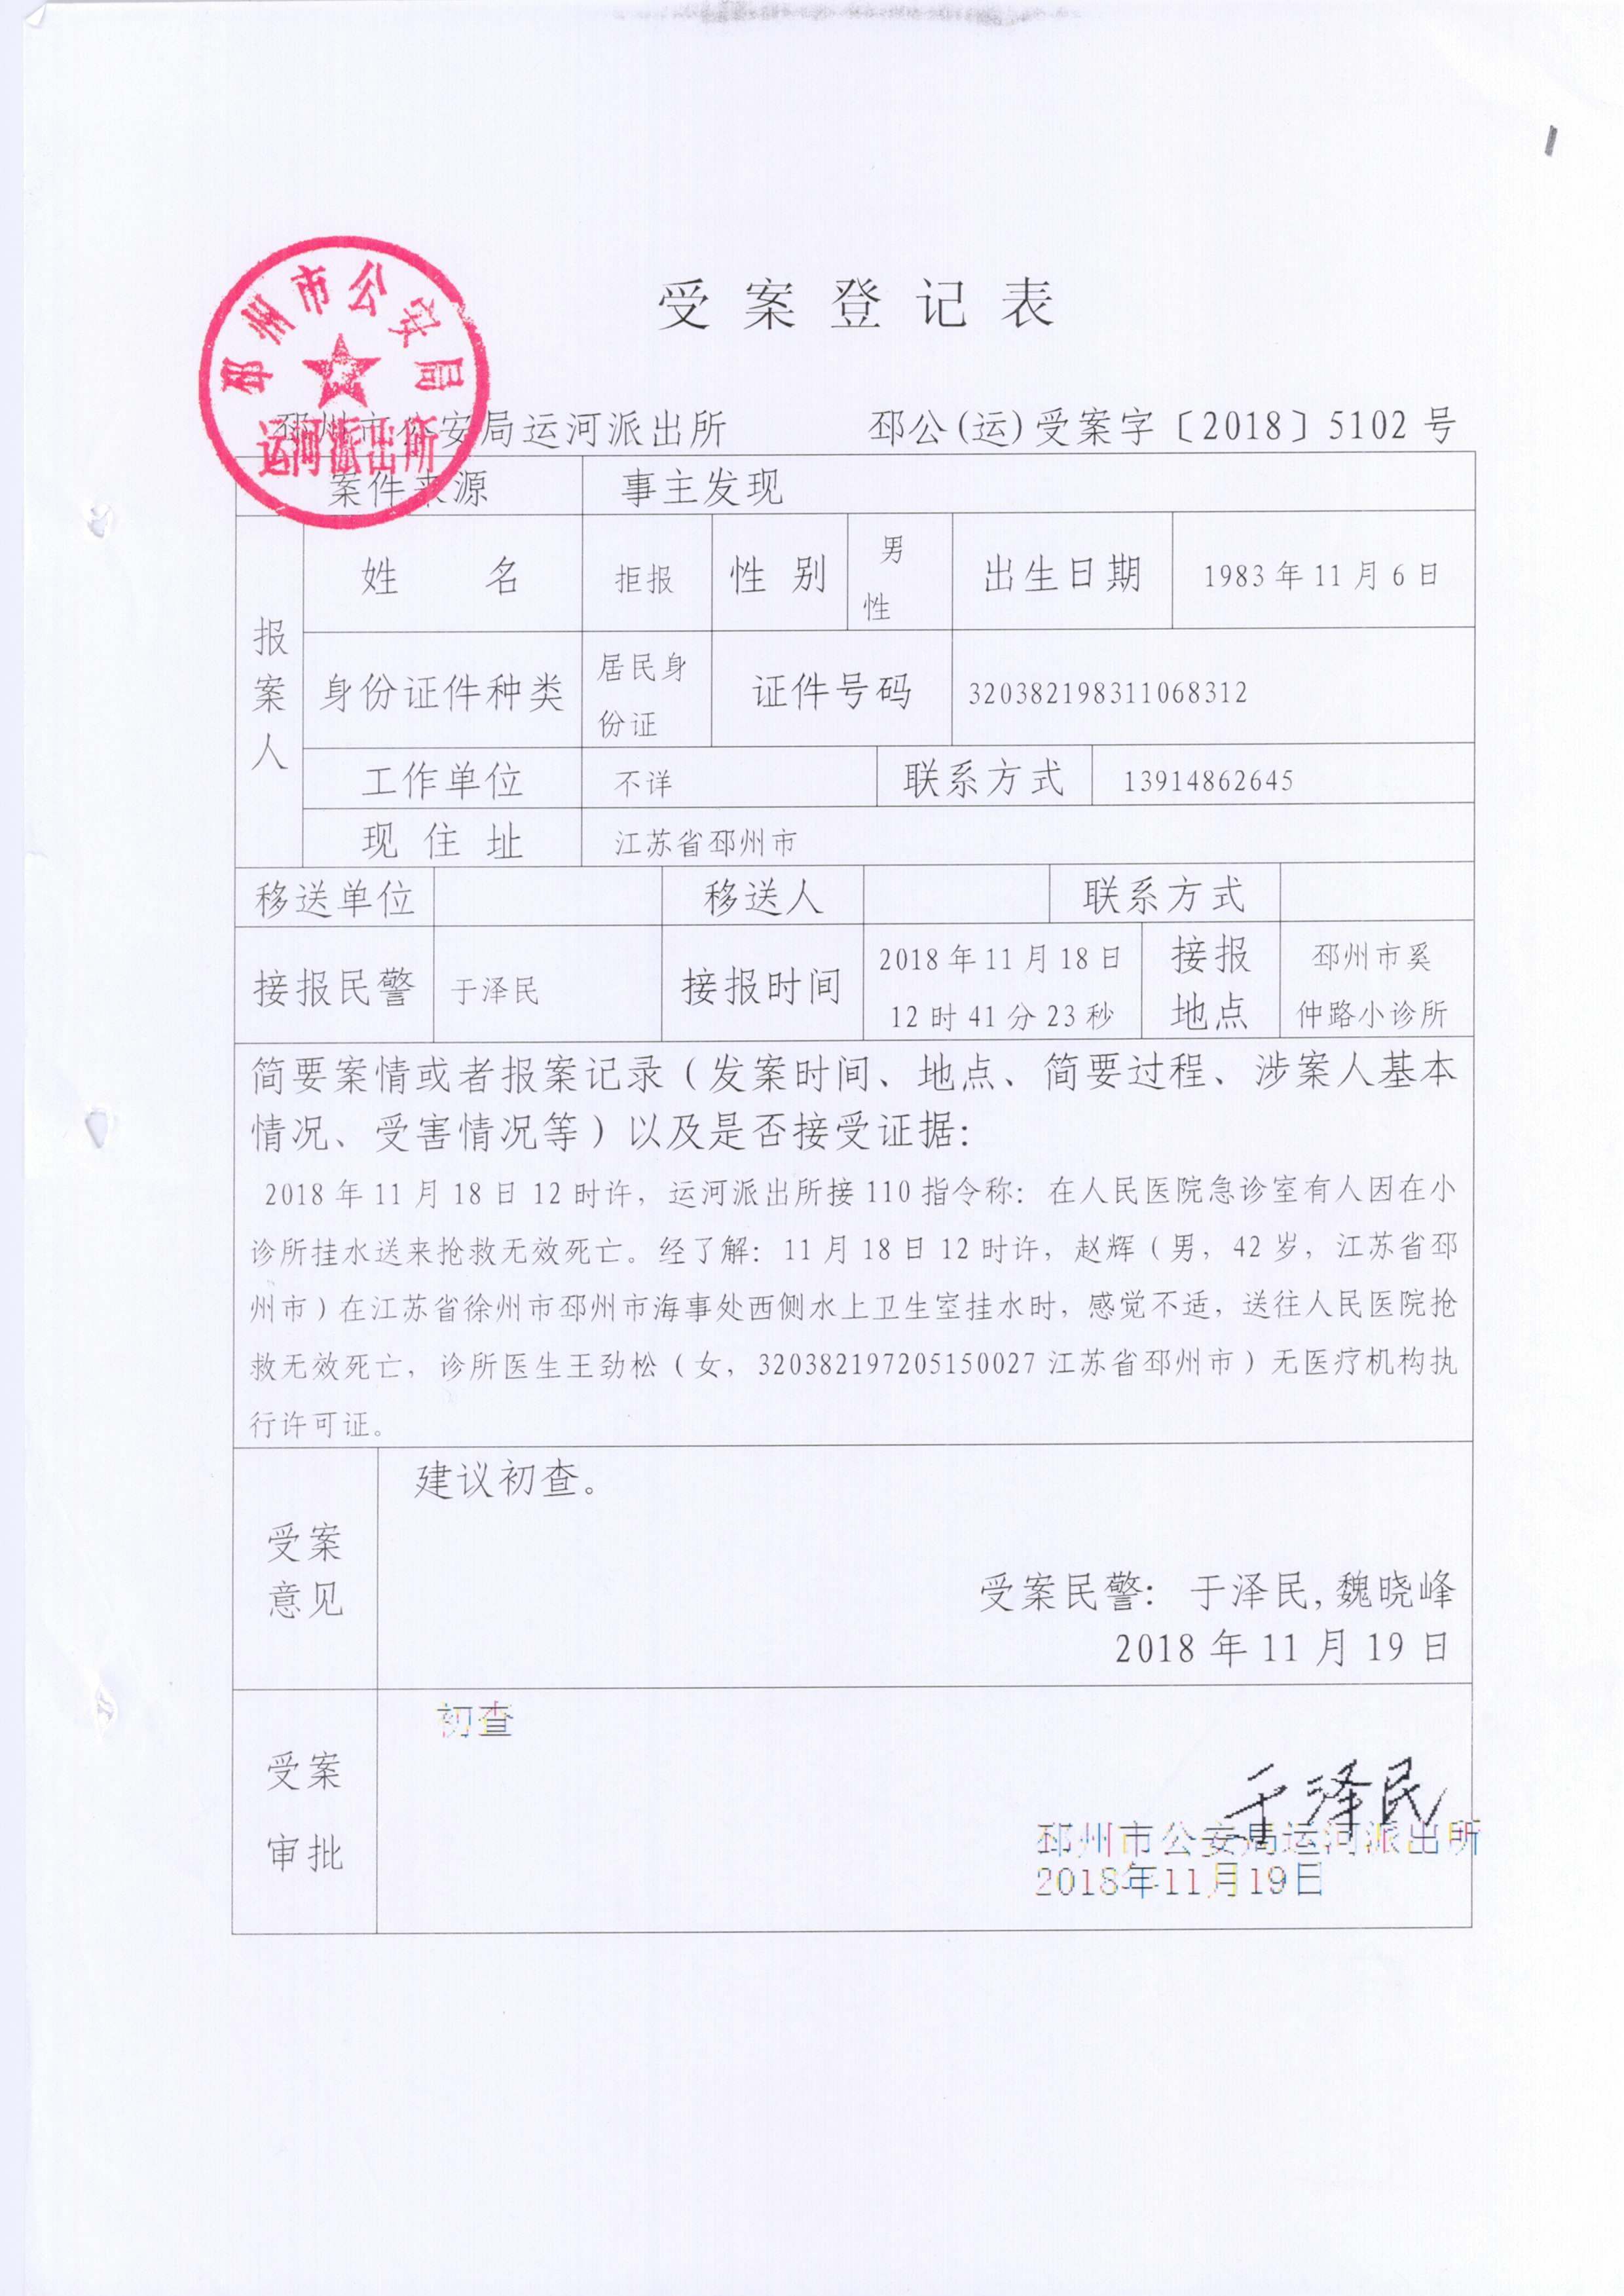 受案登记表
邳州市公安局
运河派出所
邳州市公安局运河派出所 邳公(运)受案字〔2018〕5102号
案件来源 事主发现
报案人
姓名 拒报 性别 男性 出生日期 1983年11月6日
身份证件种类 居民身份证 证件号码 320382198311068312
工作单位 不详 联系方式 13914862645
现住址 江苏省邳州市
移送单位 移送人 联系方式
接报民警 于泽民 接报时间 2018年11月18日 12时41分23秒 接报地点 邳州市奚仲路小诊所
简要案情或者报案记录（发案时间、地点、简要过程、涉案人基本
情况、受害情况等）以及是否接受证据：
2018年11月18日12时许，运河派出所接110指令称：在人民医院急诊室有人因在小
诊所挂水送来抢救无效死亡。经了解：11月18日12时许，赵辉（男，42岁，江苏省邳
州市）在江苏省徐州市邳州市海事处西侧水上卫生室挂水时，感觉不适，送往人民医院抢
救无效死亡，诊所医生王劲松（女，320382197205150027江苏省邳州市）无医疗机构执
行许可证。
受案意见
建议初查。
受案民警：于泽民,魏晓峰
2018年11月19日
受案审批
初查
于泽民
邳州市公安局运河派出所
2018年11月19日